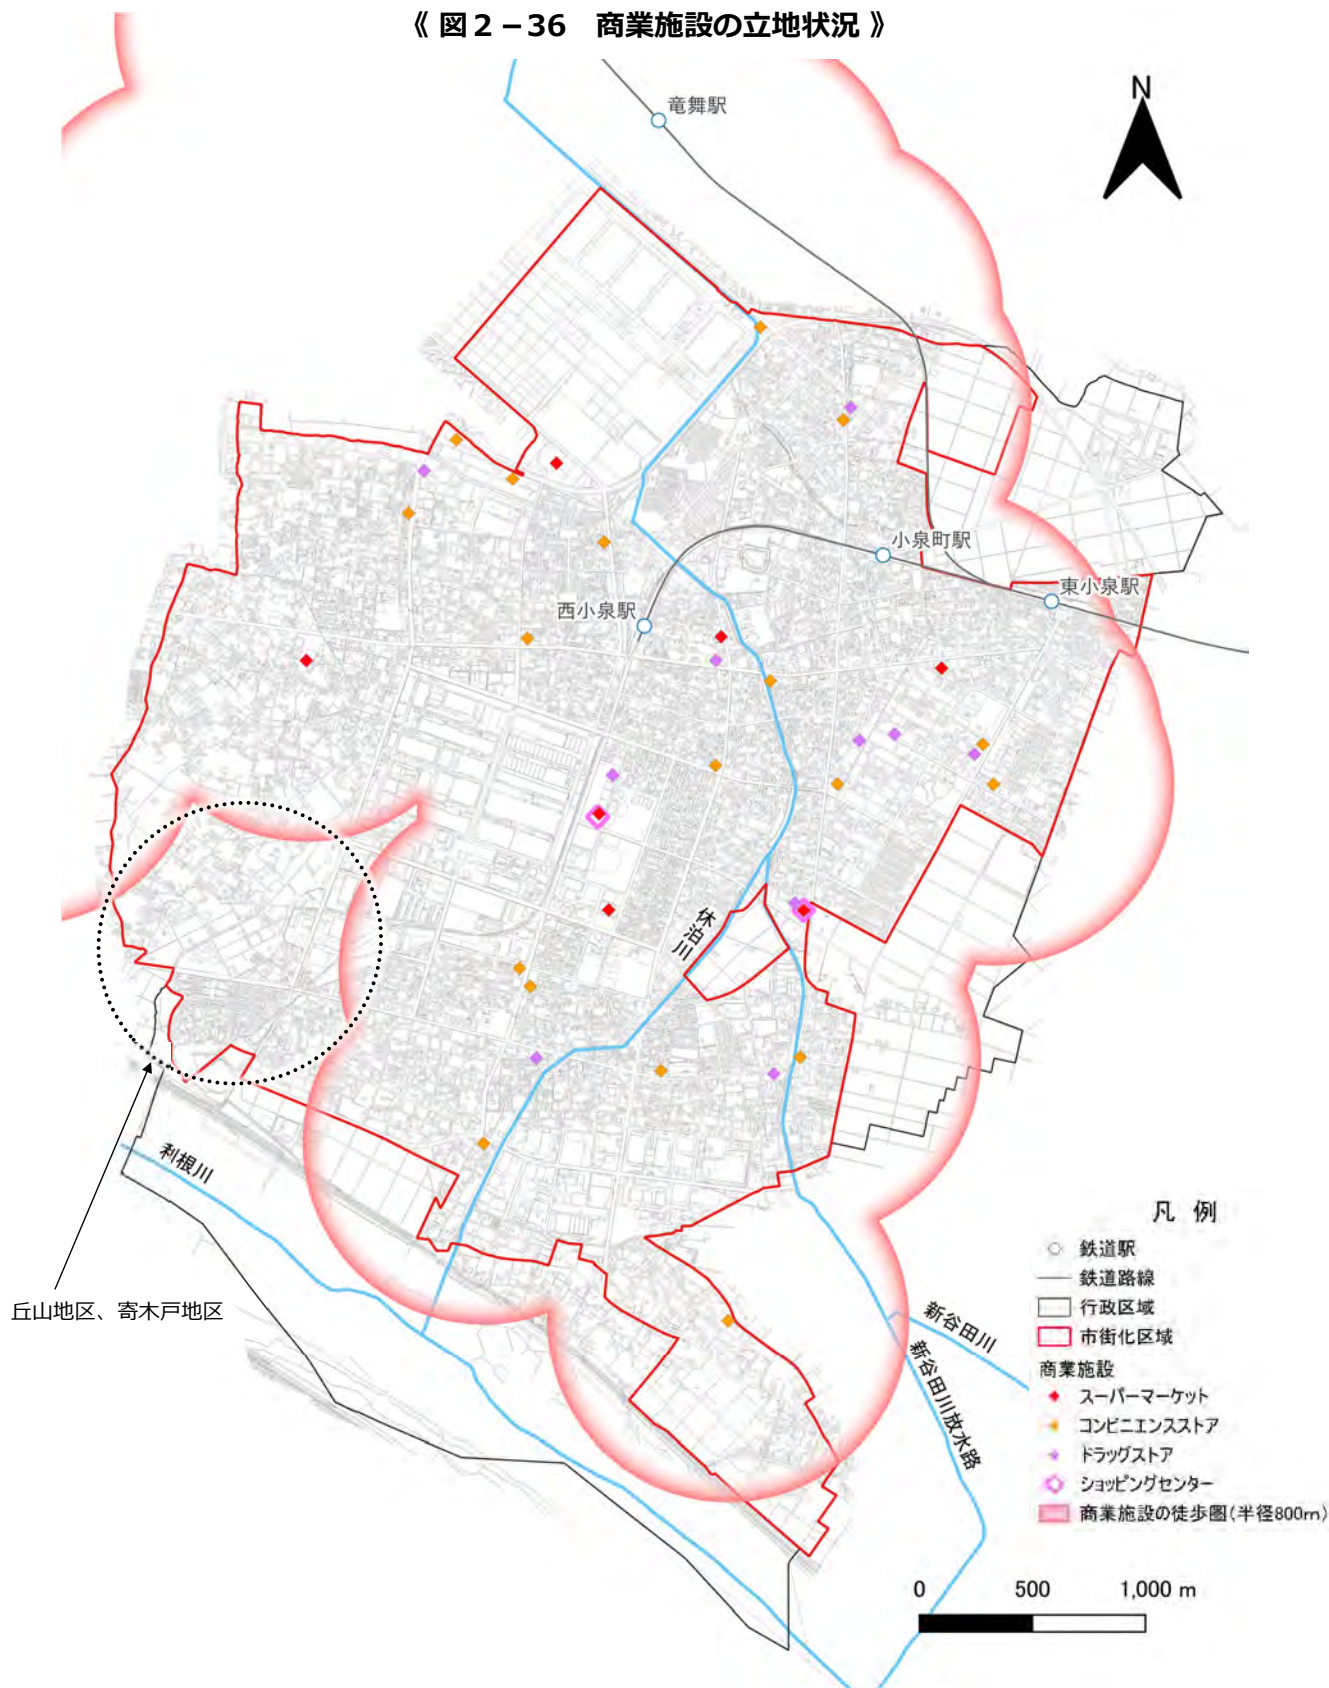 《 図２－36　商業施設の立地状況 》
N
竜舞駅
小泉町駅
東小泉駅
西小泉駅
休泊川
利根川
丘山地区、寄木戸地区
新谷田川
新谷田川放水路
凡 例
鉄道駅
鉄道路線
行政区域
市街化区域
商業施設
スーパーマーケット
コンビニエンスストア
ドラッグストア
ショッピングセンター
商業施設の徒歩圏(半径800m)
0 500 1,000 m